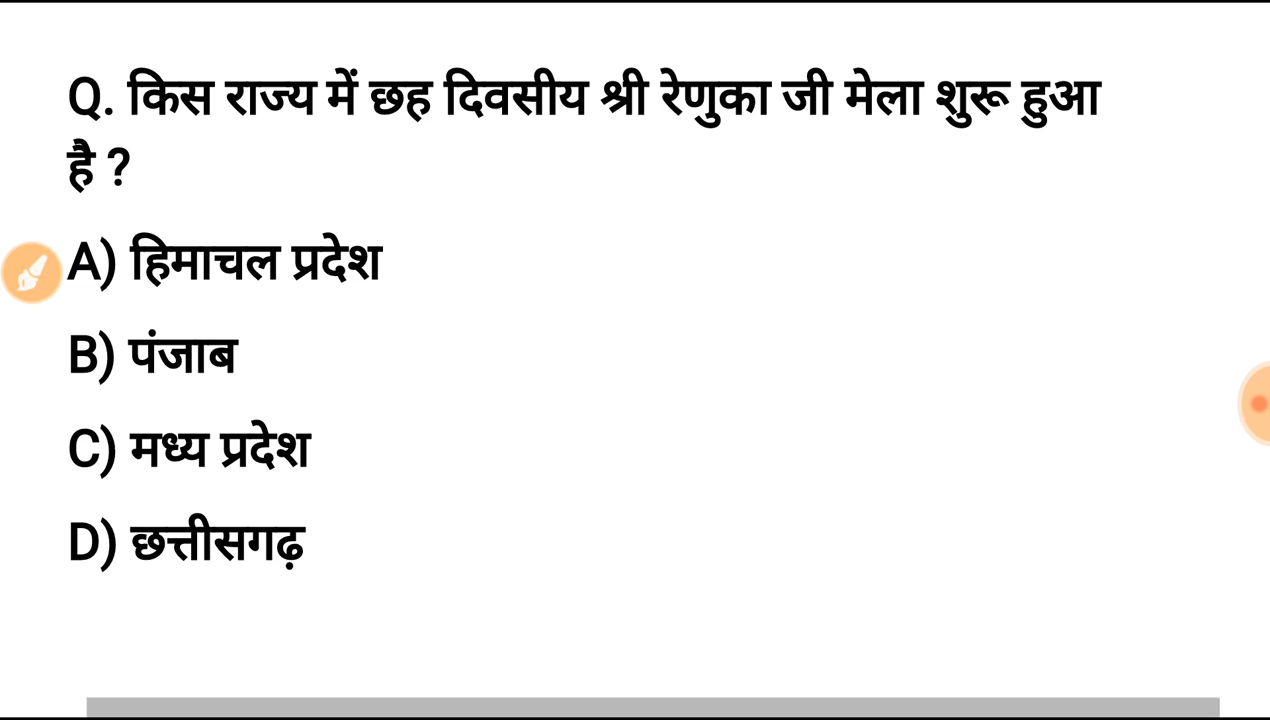 Q. किस राज्य में छह दिवसीय श्री रेणुका जी मेला शुरू हुआ
है ?
A) हिमाचल प्रदेश
B) पंजाब
C) मध्य प्रदेश
D) छत्तीसगढ़